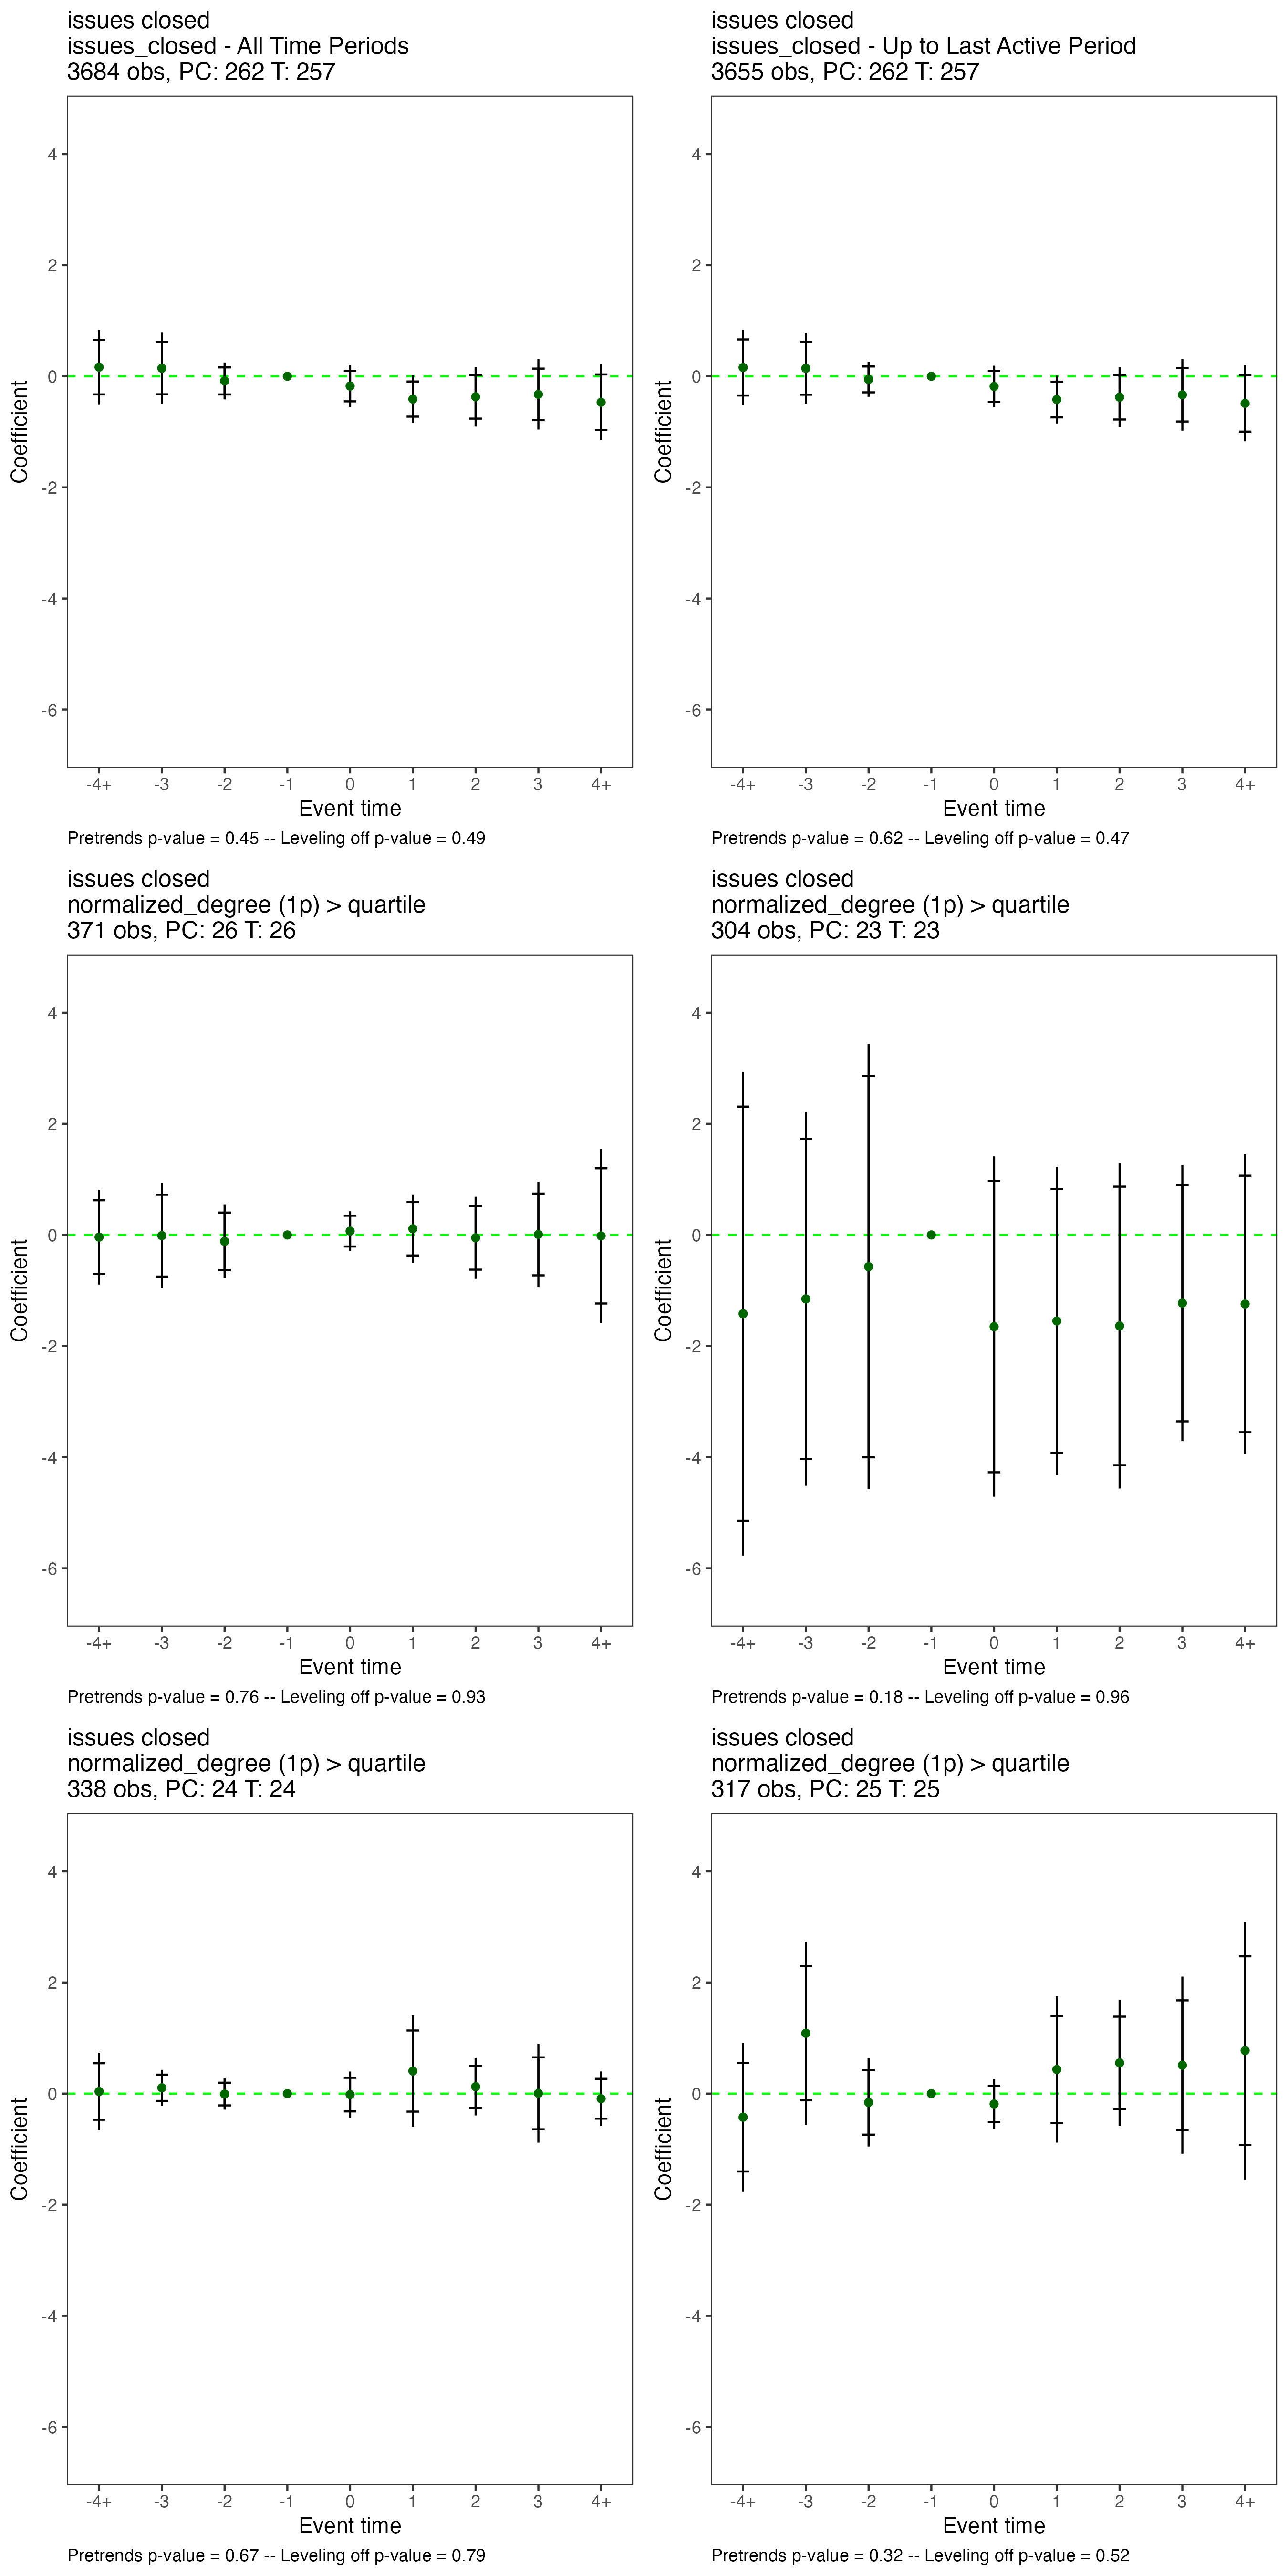 issues closed
issues_closed - All Time Periods
3684 obs, PC: 262 T: 257
Coefficient
4
2
0
-2
-4
-6
-4+ -3 -2 -1 0 1 2 3 4+
Event time
Pretrends p-value = 0.45 -- Leveling off p-value = 0.49
issues closed
issues_closed - Up to Last Active Period
3655 obs, PC: 262 T: 257
Coefficient
4
2
0
-2
-4
-6
-4+ -3 -2 -1 0 1 2 3 4+
Event time
Pretrends p-value = 0.62 -- Leveling off p-value = 0.47
issues closed
normalized_degree (1p) > quartile
371 obs, PC: 26 T: 26
Coefficient
4
2
0
-2
-4
-6
-4+ -3 -2 -1 0 1 2 3 4+
Event time
Pretrends p-value = 0.76 -- Leveling off p-value = 0.93
issues closed
normalized_degree (1p) > quartile
304 obs, PC: 23 T: 23
Coefficient
4
2
0
-2
-4
-6
-4+ -3 -2 -1 0 1 2 3 4+
Event time
Pretrends p-value = 0.18 -- Leveling off p-value = 0.96
issues closed
normalized_degree (1p) > quartile
338 obs, PC: 24 T: 24
Coefficient
4
2
0
-2
-4
-6
-4+ -3 -2 -1 0 1 2 3 4+
Event time
Pretrends p-value = 0.67 -- Leveling off p-value = 0.79
issues closed
normalized_degree (1p) > quartile
317 obs, PC: 25 T: 25
Coefficient
4
2
0
-2
-4
-6
-4+ -3 -2 -1 0 1 2 3 4+
Event time
Pretrends p-value = 0.32 -- Leveling off p-value = 0.52